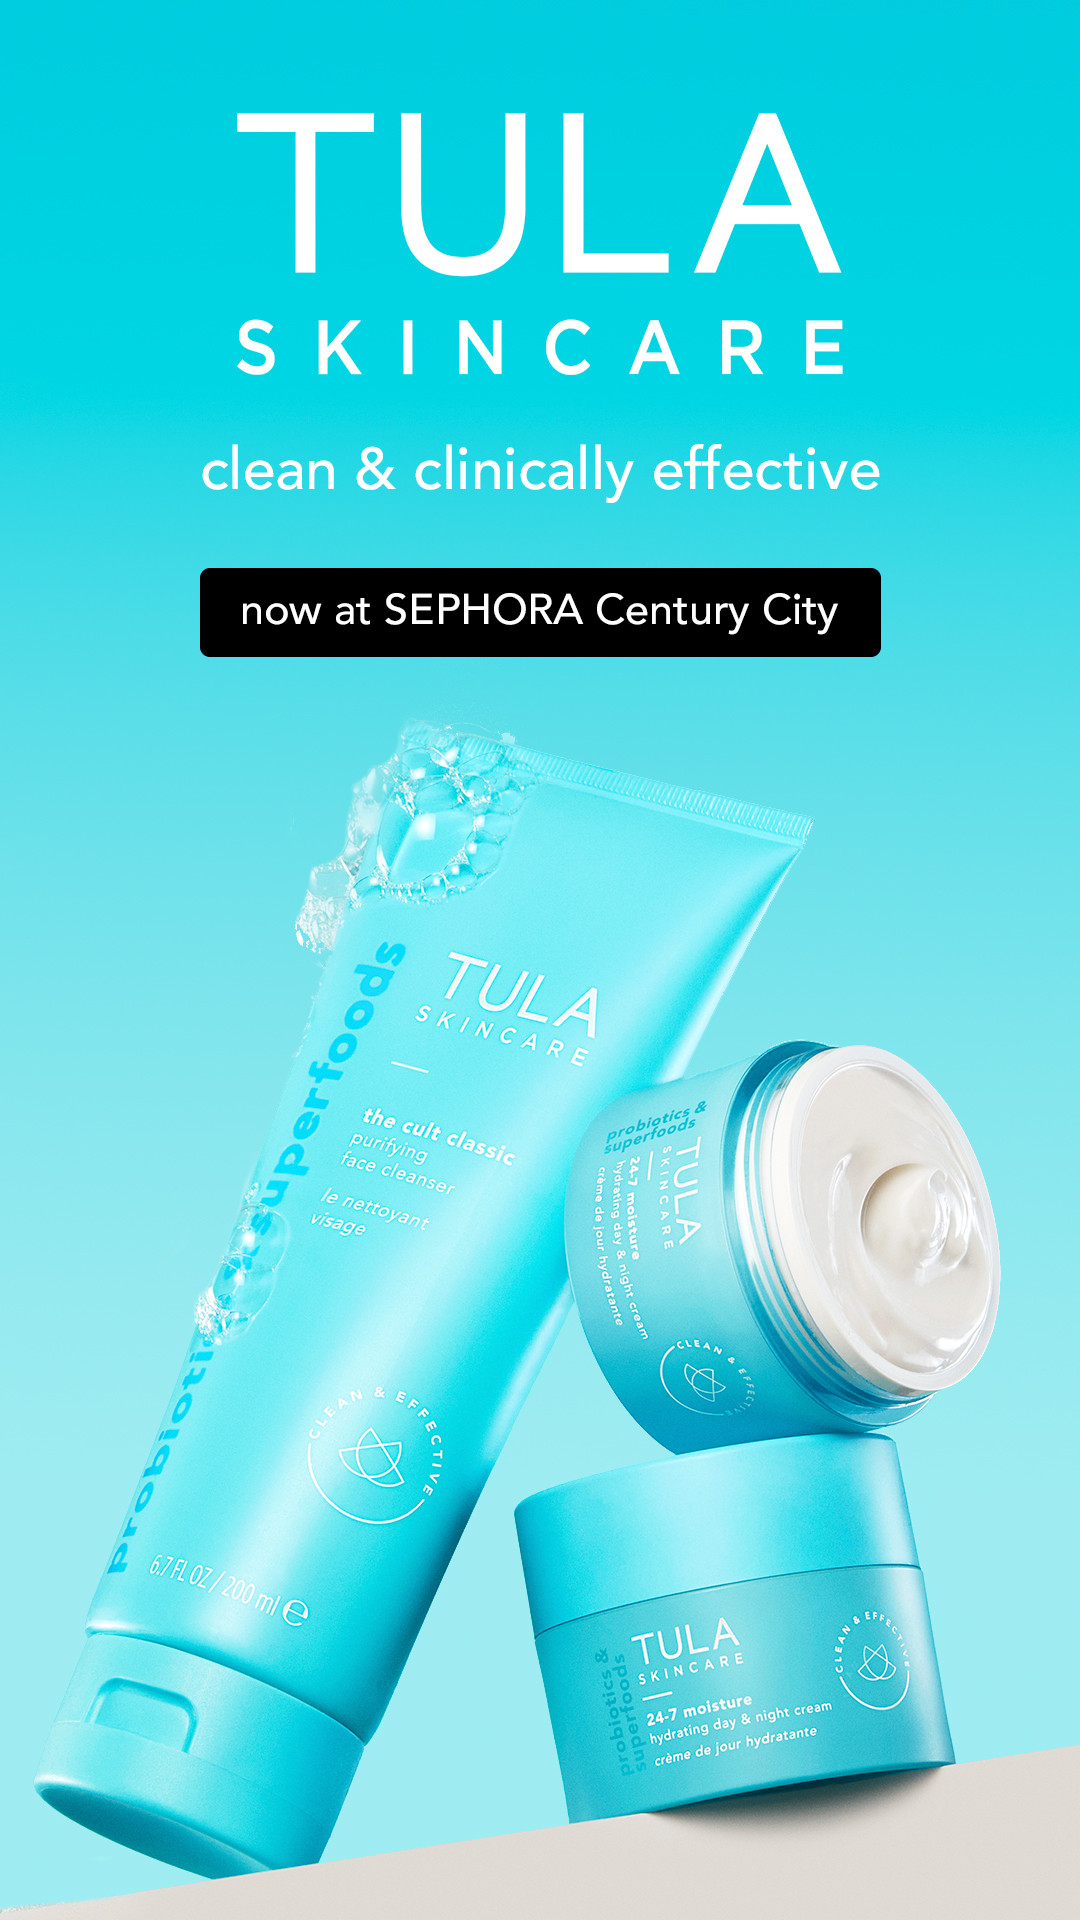 TULA
SKINCARE
clean & clinically effective
now at SEPHORA Century City
TULA
SKINCARE
the cult classic
purifying
face cleanser
le nettoyant
visage
superfoods
CLEAN & EFFECTIVE
6.7 FL OZ / 200 ml e
probiotics &
superfoods
TULA
SKINCARE
24-7 moisture
hydrating day & night cream
crème de jour hydratante
CLEAN & EFFECTIVE
probiotics &
superfoods
TULA
SKINCARE
24-7 moisture
hydrating day & night cream
crème de jour hydratante
CLEAN & EFFECTIVE